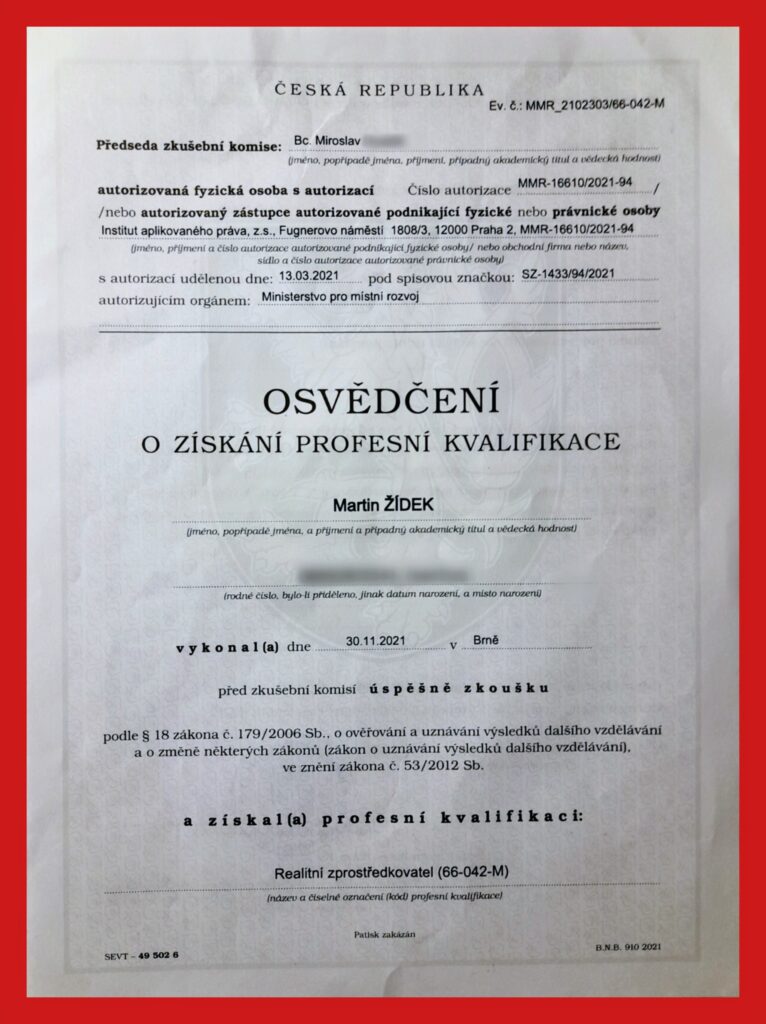 ČESKÁ REPUBLIKA
Ev. č.: MMR_2102303/66-042-M
Předseda zkušební komise: Bc. Miroslav
(jméno, popřípadě jména, příjmení, případný akademický titul a vědecká hodnost)
autorizovaná fyzická osoba s autorizací Číslo autorizace MMR-16610/2021-94 /
/nebo autorizovaný zástupce autorizované podnikající fyzické nebo právnické osoby
Institut aplikovaného práva, z.s., Fugnerovo náměstí 1808/3, 12000 Praha 2, MMR-16610/2021-94
(jméno, příjmení a číslo autorizace autorizované podnikající fyzické osoby/ nebo obchodní firma nebo název,
sídlo a číslo autorizace autorizované právnické osoby)
s autorizací udělenou dne: 13.03.2021 pod spisovou značkou: SZ-1433/94/2021
autorizujícím orgánem: Ministerstvo pro místní rozvoj
OSVĚDČENÍ
O ZÍSKÁNÍ PROFESNÍ KVALIFIKACE
Martin ŽÍDEK
(jméno, popřípadě jména, a příjmení a případný akademický titul a vědecká hodnost)
(rodné číslo, bylo-li přiděleno, jinak datum narození, a místo narození)
vykonal(a) dne 30.11.2021 v Brně
před zkušební komisí úspěšně zkoušku
podle § 18 zákona č. 179/2006 Sb., o ověřování a uznávání výsledků dalšího vzdělávání
a o změně některých zákonů (zákon o uznávání výsledků dalšího vzdělávání),
ve znění zákona č. 53/2012 Sb.
a získal(a) profesní kvalifikaci:
Realitní zprostředkovatel (66-042-M)
(název a číselné označení (kód) profesní kvalifikace)
Patisk zakázán
SEVT – 49 502 6
B.N.B. 910 2021